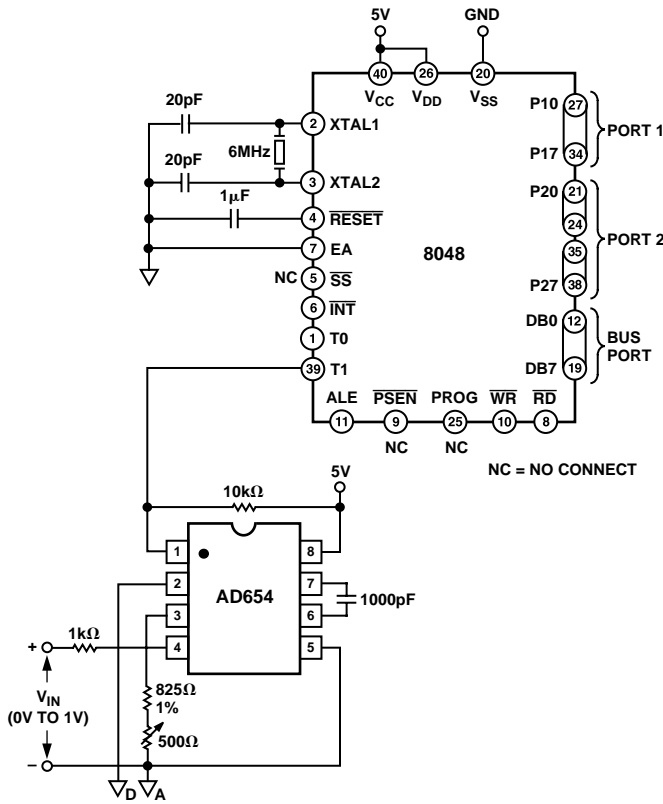 5V
GND
40
26
20
VCC
VDD
VSS
20pF
2
XTAL1
6MHz
20pF
3
XTAL2
1µF
4
RESET
7
EA
NC
5
SS
6
INT
1
T0
39
T1
8048
P10
27
PORT 1
P17
34
P20
21
24
PORT 2
35
P27
38
DB0
12
BUS
PORT
DB7
19
ALE
PSEN
PROG
WR
RD
11
9
25
10
8
NC
NC
NC = NO CONNECT
5V
10kΩ
1
8
2
AD654
7
1000pF
3
6
1kΩ
+
4
5
VIN
(0V TO 1V)
825Ω
1%
500Ω
–
D
A